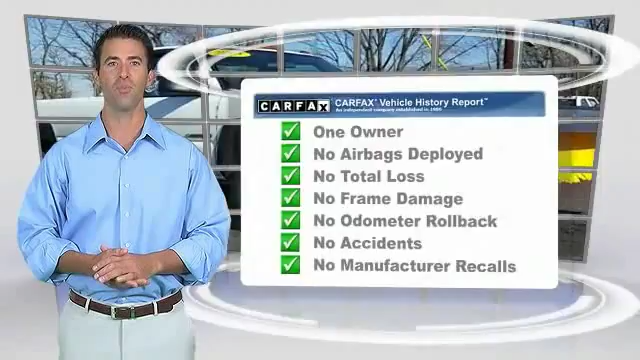 CARFAX CARFAX Vehicle History Report™
An independent company established in 1986
One Owner
No Airbags Deployed
No Total Loss
No Frame Damage
No Odometer Rollback
No Accidents
No Manufacturer Recalls